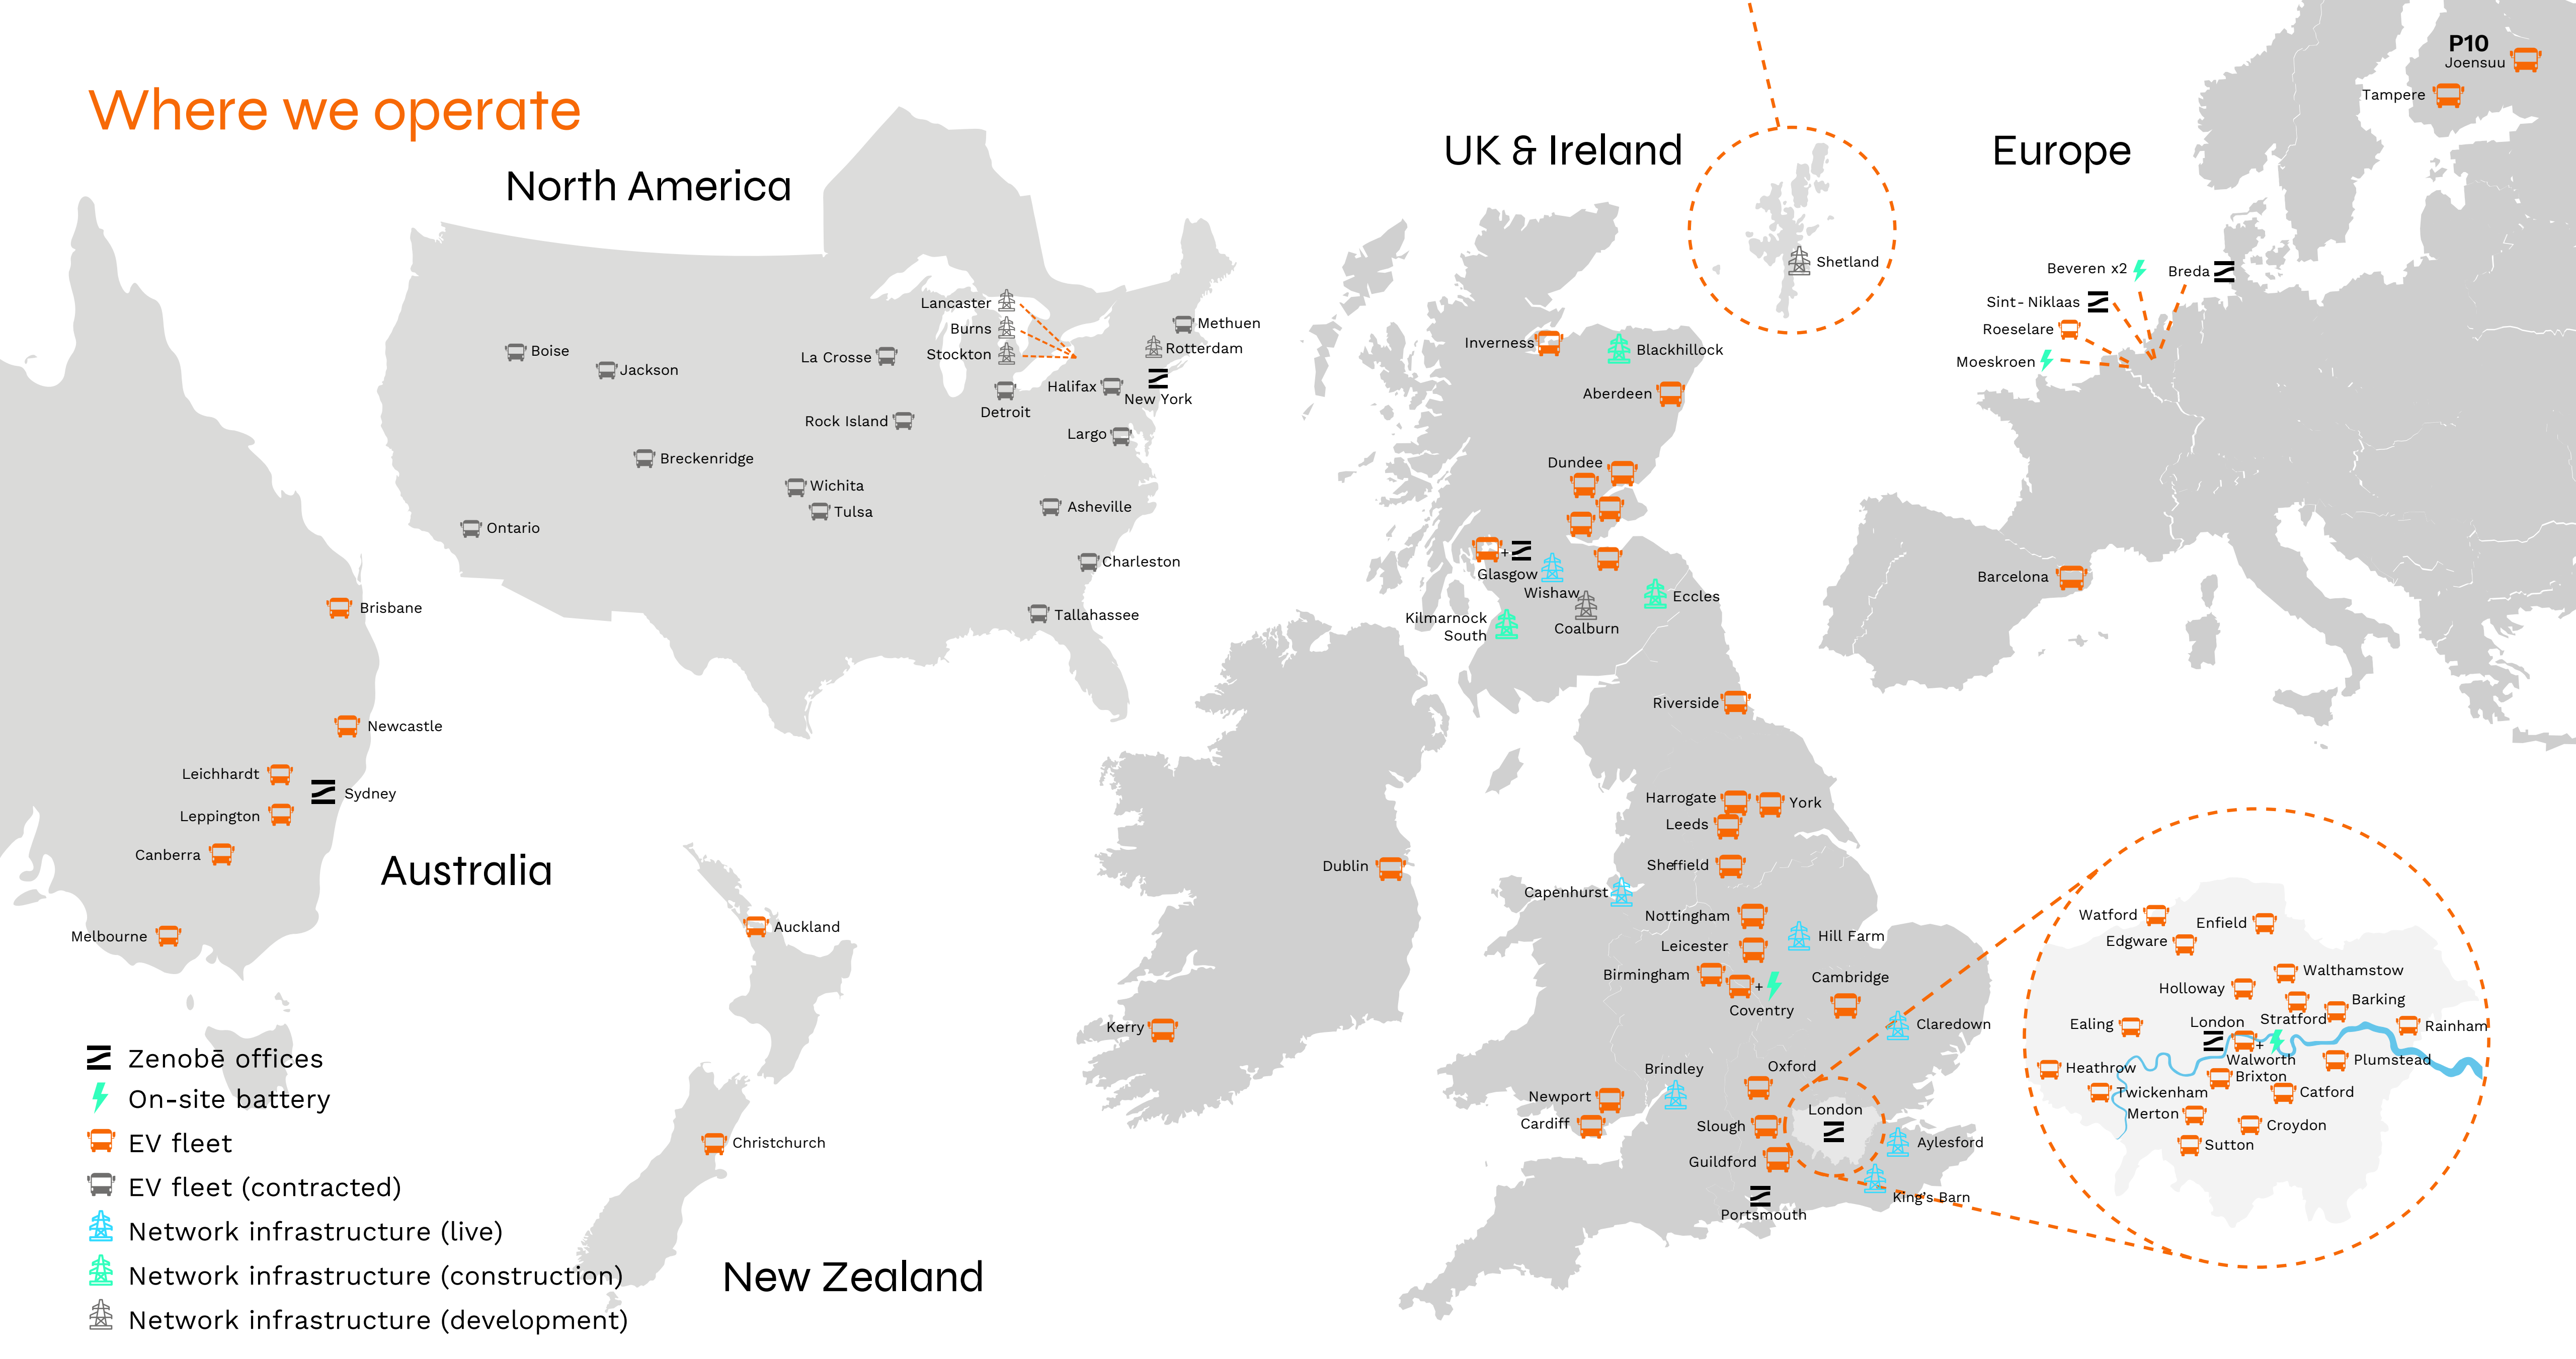 Where we operate
North America
Lancaster
Burns
Stockton
Methuen
Rotterdam
Boise
Jackson
La Crosse
Halifax
New York
Detroit
Rock Island
Largo
Breckenridge
Wichita
Tulsa
Asheville
Ontario
Charleston
Tallahassee
Australia
Brisbane
Newcastle
Leichhardt
Sydney
Leppington
Canberra
Melbourne
New Zealand
Auckland
Christchurch
UK & Ireland
Shetland
Inverness
Blackhillock
Aberdeen
Dundee
+
Glasgow
Wishaw
Eccles
Kilmarnock
South
Coalburn
Riverside
Harrogate
York
Leeds
Dublin
Sheffield
Capenhurst
Nottingham
Hill Farm
Leicester
Birmingham
+
Coventry
Cambridge
Claredown
Kerry
Oxford
Brindley
Newport
Cardiff
Slough
London
Aylesford
Guildford
King's Barn
Portsmouth
Europe
P10
Joensuu
Tampere
Beveren x2
Breda
Sint-Niklaas
Roeselare
Moeskroen
Barcelona
Watford
Enfield
Edgware
Walthamstow
Holloway
Barking
Stratford
Ealing
London
Rainham
+
Walworth
Plumstead
Heathrow
Brixton
Twickenham
Catford
Merton
Croydon
Sutton
Zenobē offices
On-site battery
EV fleet
EV fleet (contracted)
Network infrastructure (live)
Network infrastructure (construction)
Network infrastructure (development)